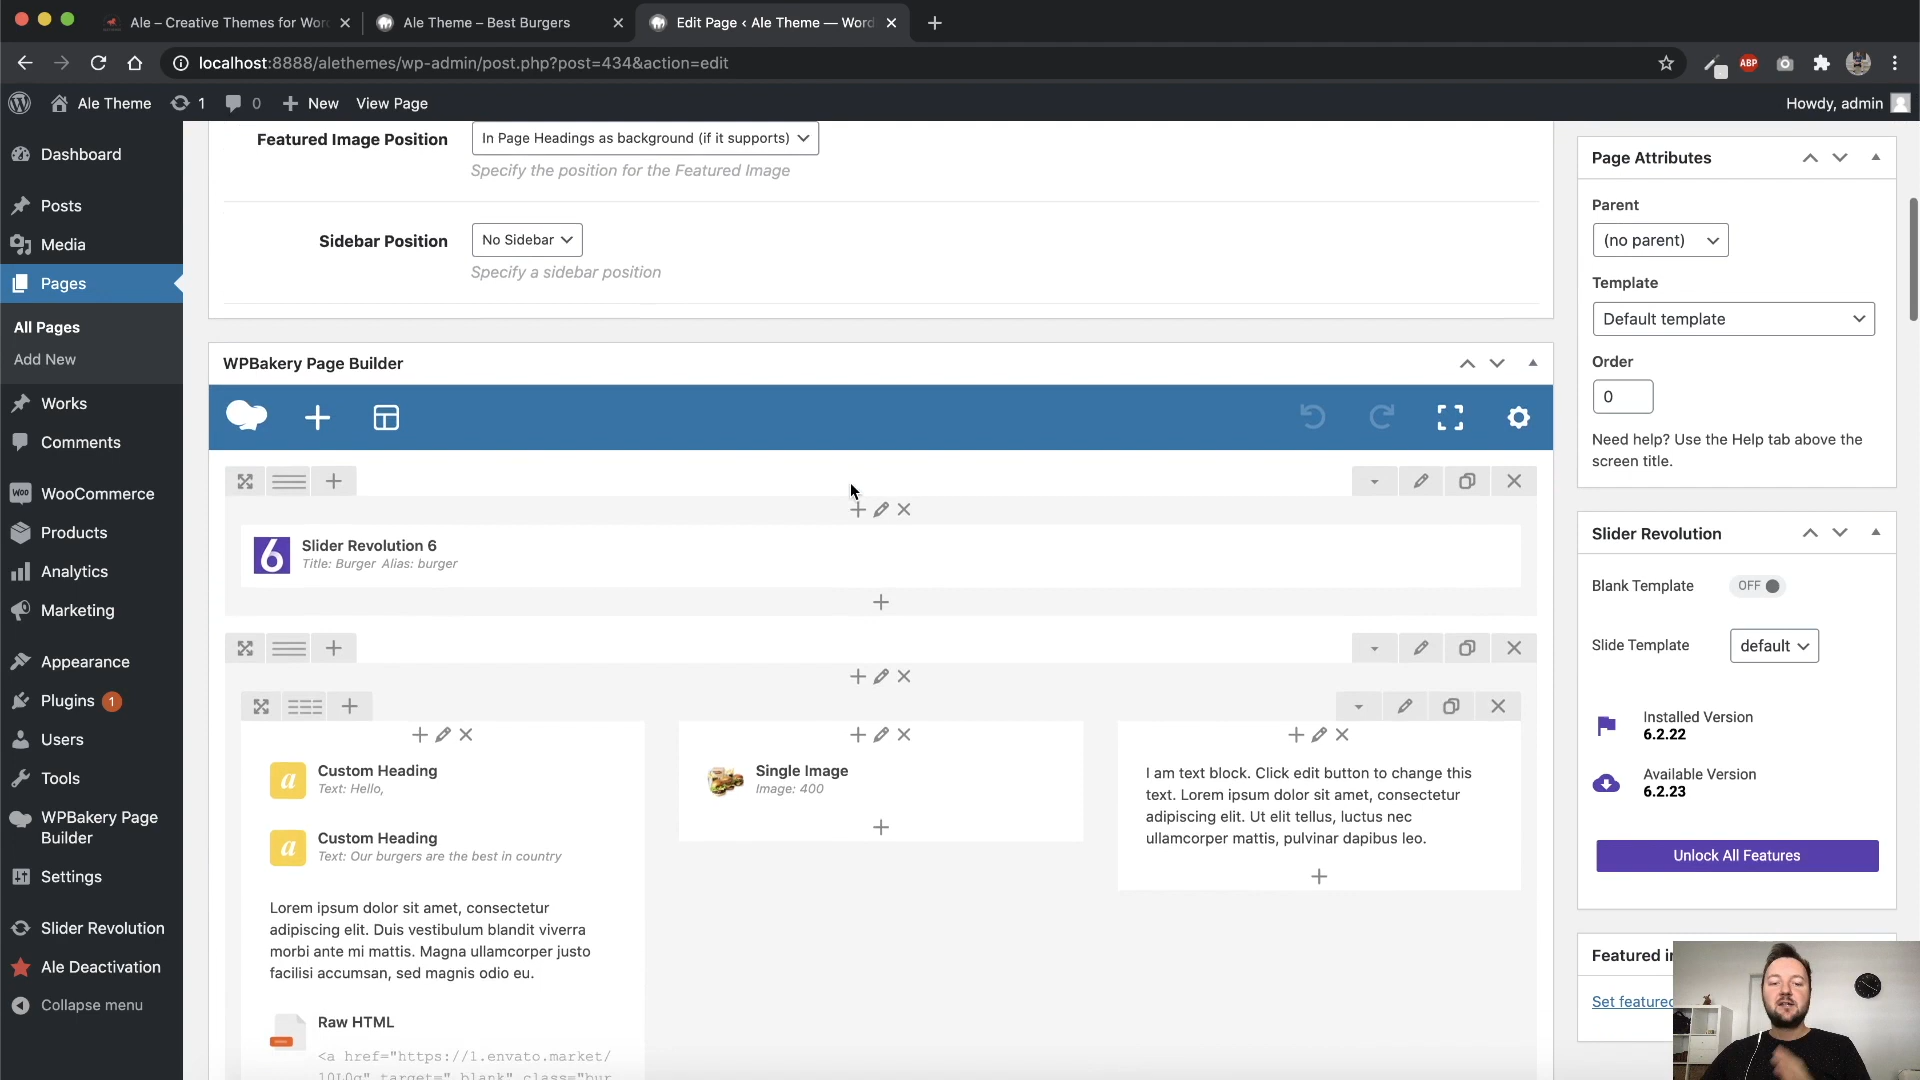 Ale – Creative Themes for Wor
Ale Theme – Best Burgers
Edit Page ‹ Ale Theme — Word
localhost:8888/alethemes/wp-admin/post.php?post=434&action=edit
ABP
Ale Theme
1
0
New
View Page
Howdy, admin
Dashboard
Posts
Media
Pages
All Pages
Add New
Works
Comments
WooCommerce
Products
Analytics
Marketing
Appearance
Plugins 1
Users
Tools
WPBakery Page
Builder
Settings
Slider Revolution
Ale Deactivation
Collapse menu
Featured Image Position
In Page Headings as background (if it supports)
Specify the position for the Featured Image
Sidebar Position
No Sidebar
Specify a sidebar position
WPBakery Page Builder
6
Slider Revolution 6
Title: Burger Alias: burger
a
Custom Heading
Text: Hello,
a
Custom Heading
Text: Our burgers are the best in country
Lorem ipsum dolor sit amet, consectetur
adipiscing elit. Duis vestibulum blandit viverra
morbi ante mi mattis. Magna ullamcorper justo
facilisi accumsan, sed magnis odio eu.
Raw HTML
<a href="https://1.envato.market/
target="_blank" class="bur
Single Image
Image: 400
I am text block. Click edit button to change this
text. Lorem ipsum dolor sit amet, consectetur
adipiscing elit. Ut elit tellus, luctus nec
ullamcorper mattis, pulvinar dapibus leo.
Page Attributes
Parent
(no parent)
Template
Default template
Order
0
Need help? Use the Help tab above the
screen title.
Slider Revolution
Blank Template
OFF
Slide Template
default
Installed Version
6.2.22
Available Version
6.2.23
Unlock All Features
Featured i
Set featured